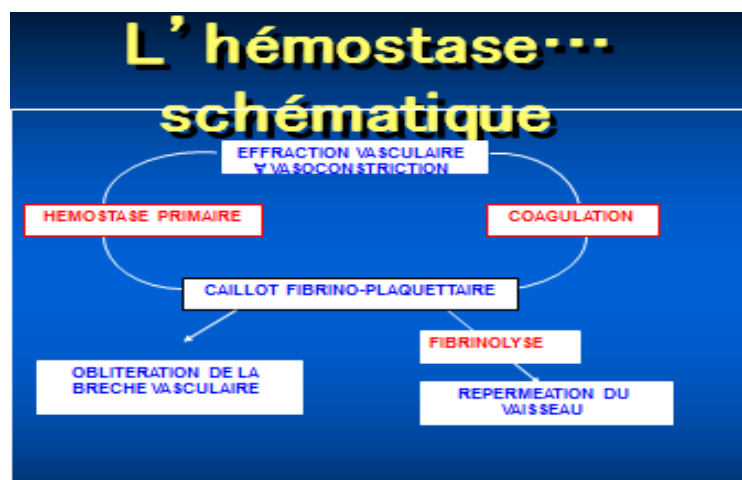 L’hémostase…
schématique
EFFRACTION VASCULAIRE
∀ VASOCONSTRICTION
HEMOSTASE PRIMAIRE
COAGULATION
CAILLOT FIBRINO-PLAQUETTAIRE
FIBRINOLYSE
OBLITERATION DE LA
BRECHE VASCULAIRE
REPERMEATION DU
VAISSEAU